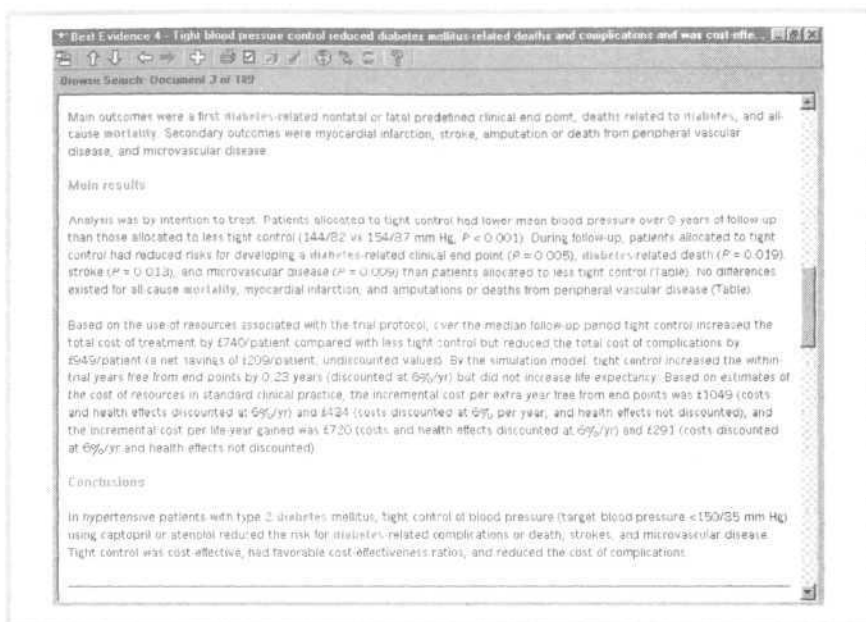 Best Evidence 4 - Tight blood pressure control reduced diabetes mellitus-related deaths and complications and was cost-effe...
Browse Search: Document 3 of 189
Main outcomes were a first diabetes-related nonfatal or fatal predefined clinical end point, deaths related to diabetes, and all-
cause mortality. Secondary outcomes were myocardial infarction, stroke, amputation or death from peripheral vascular
disease, and microvascular disease.
Main results
Analysis was by intention to treat. Patients allocated to tight control had lower mean blood pressure over 9 years of follow-up
than those allocated to less tight control (144/82 vs 154/87 mm Hg, P < 0.001). During follow-up, patients allocated to tight
control had reduced risks for developing a diabetes-related clinical end point (P = 0.005), diabetes-related death (P = 0.019)
stroke (P = 0.013), and microvascular disease (P = 0.009) than patients allocated to less tight control (Table). No differences
existed for all-cause mortality, myocardial infarction, and amputations or deaths from peripheral vascular disease (Table).
Based on the use of resources associated with the trial protocol, over the median follow-up period tight control increased the
total cost of treatment by £740/patient compared with less tight control but reduced the total cost of complications by
£949/patient (a net savings of £209/patient, undiscounted values). By the simulation model, tight control increased the within-
trial years free from end points by 0.23 years (discounted at 6%/yr) but did not increase life expectancy. Based on estimates of
the cost of resources in standard clinical practice, the incremental cost per extra year free from end points was £1049 (costs
and health effects discounted at 6%/yr) and £434 (costs discounted at 6% per year, and health effects not discounted), and
the incremental cost per life-year gained was £720 (costs and health effects discounted at 6%/yr) and £291 (costs discounted
at 6%/yr and health effects not discounted).
Conclusions
In hypertensive patients with type 2 diabetes mellitus, tight control of blood pressure (target blood pressure <150/85 mm Hg)
using captopril or atenolol reduced the risk for diabetes-related complications or death, strokes, and microvascular disease.
Tight control was cost-effective, had favorable cost-effectiveness ratios, and reduced the cost of complications.